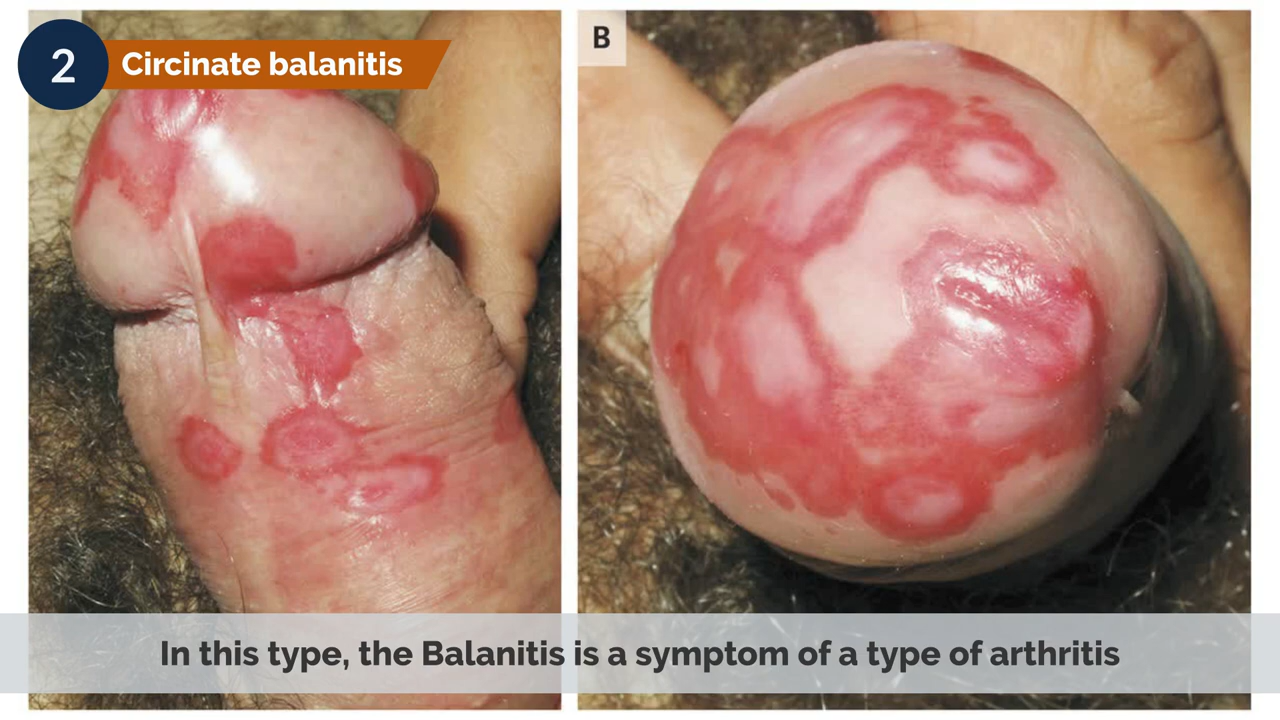 2
Circinate balanitis
B
In this type, the Balanitis is a symptom of a type of arthritis